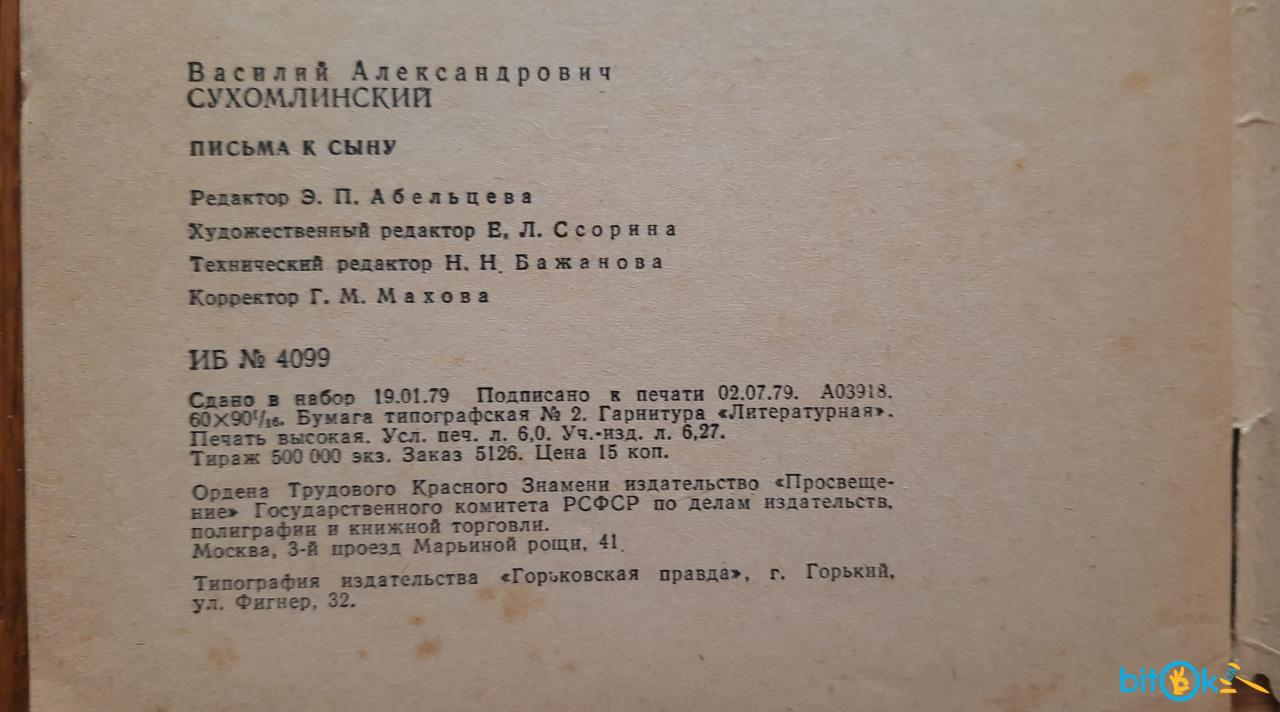 Василий Александрович
СУХОМЛИНСКИЙ
ПИСЬМА К СЫНУ
Редактор Э. П. Абельцева
Художественный редактор Е. Л. Ссорина
Технический редактор Н. Н. Бажанова
Корректор Г. М. Махова
ИБ № 4099
Сдано в набор 19.01.79 Подписано к печати 02.07.79. А03918.
60×90¹/₁₆. Бумага типографская № 2. Гарнитура «Литературная».
Печать высокая. Усл. печ. л. 6,0. Уч.-изд. л. 6,27.
Тираж 500 000 экз. Заказ 5126. Цена 15 коп.
Ордена Трудового Красного Знамени издательство «Просвеще-
ние» Государственного комитета РСФСР по делам издательств,
полиграфии и книжной торговли.
Москва, 3-й проезд Марьиной рощи, 41.
Типография издательства «Горьковская правда», г. Горький,
ул. Фигнер, 32.
bitOk